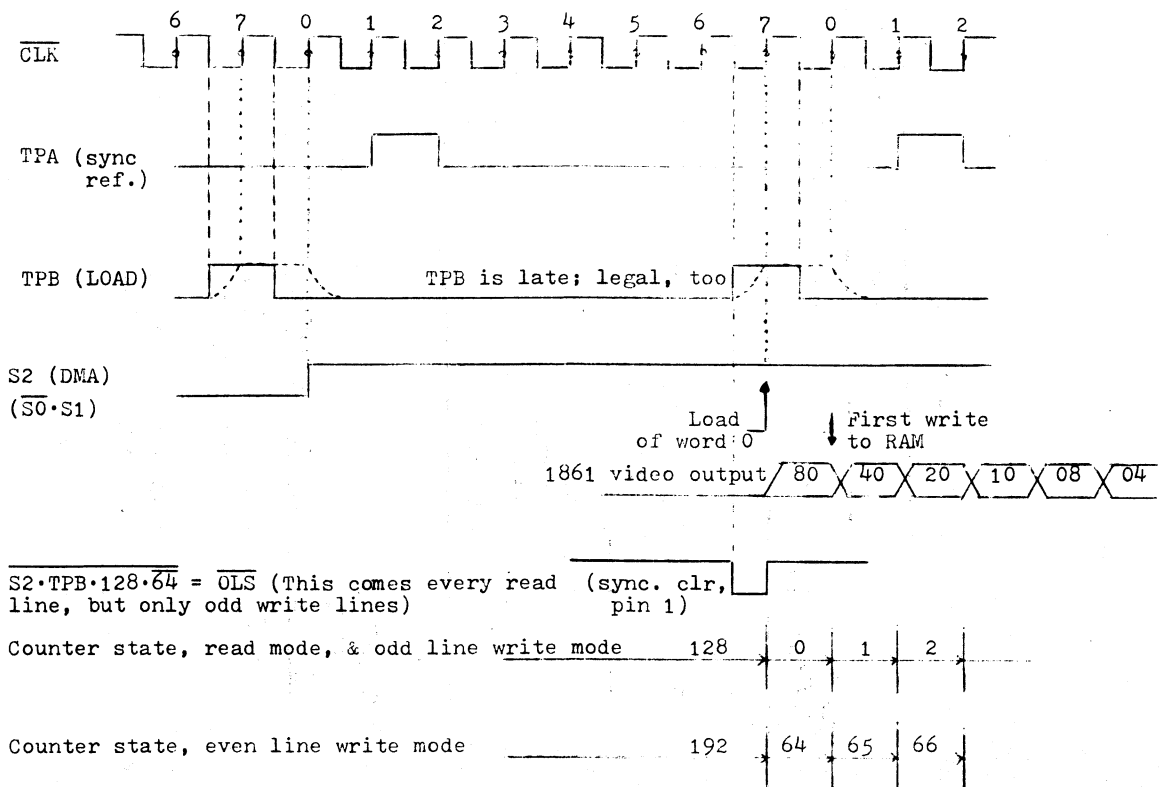 6 7 0 1 2 3 4 5 6 7 0 1 2
CLK
TPA (sync
ref.)
TPB (LOAD)
TPB is late; legal, too
S2 (DMA)
(S0·S1)
Load
of word 0
First write
to RAM
1861 video output
80 40 20 10 08 04
S2·TPB·128·64 = OLS (This comes every read
line, but only odd write lines)
(sync. clr,
pin 1)
Counter state, read mode, & odd line write mode 128 0 1 2
Counter state, even line write mode 192 64 65 66